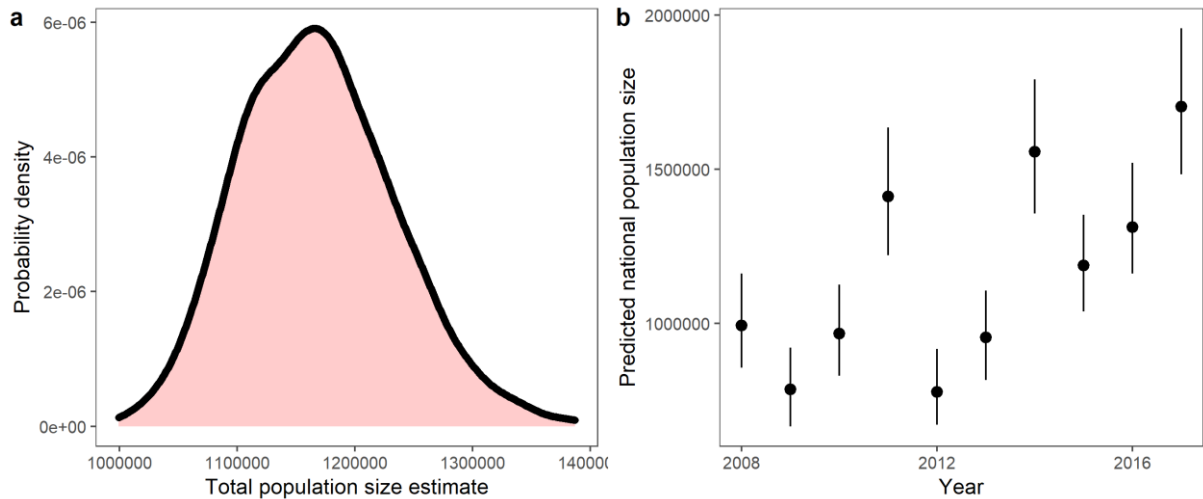 a
6e-06
4e-06
2e-06
0e+00
Probability density
1000000 1100000 1200000 1300000 140000
Total population size estimate
b
2000000
1500000
1000000
Predicted national population size
2008 2012 2016
Year